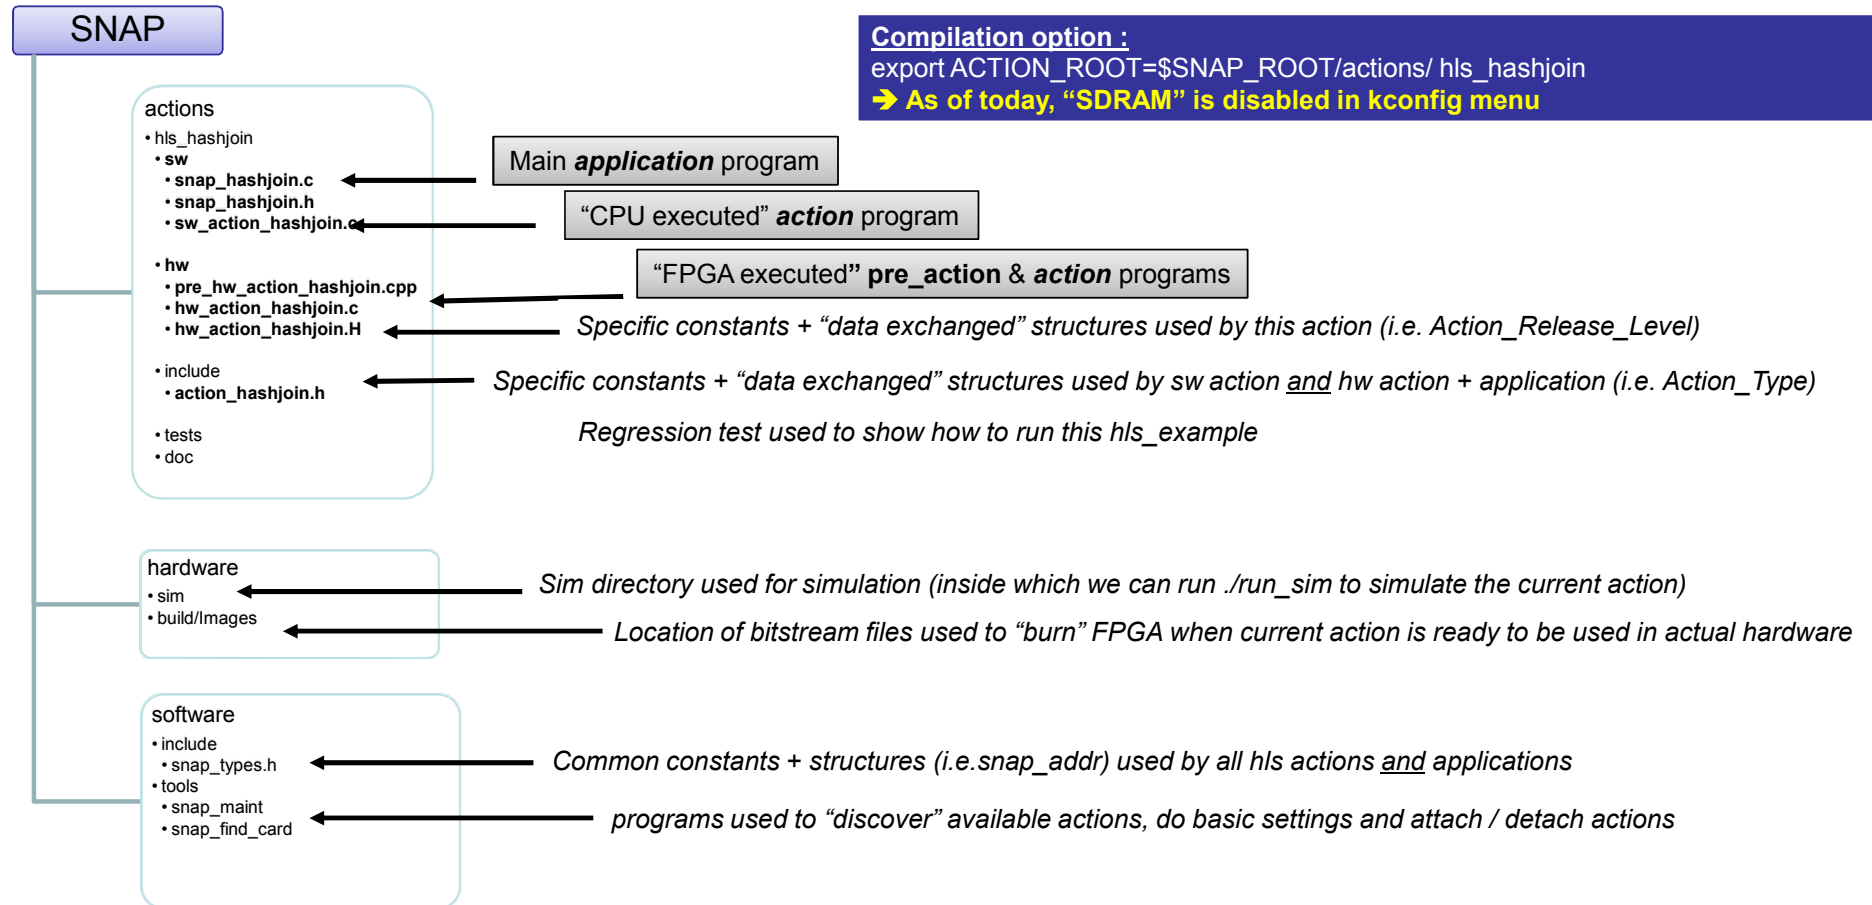 SNAP
Compilation option :
export ACTION_ROOT=$SNAP_ROOT/actions/ hls_hashjoin
➔ As of today, “SDRAM” is disabled in kconfig menu
actions
• hls_hashjoin
• sw
• snap_hashjoin.c
• snap_hashjoin.h
• sw_action_hashjoin.c
Main application program
“CPU executed” action program
• hw
• pre_hw_action_hashjoin.cpp
• hw_action_hashjoin.c
• hw_action_hashjoin.H
“FPGA executed” pre_action & action programs
Specific constants + “data exchanged” structures used by this action (i.e. Action_Release_Level)
• include
• action_hashjoin.h
Specific constants + “data exchanged” structures used by sw action and hw action + application (i.e. Action_Type)
• tests
• doc
Regression test used to show how to run this hls_example
hardware
• sim
• build/Images
Sim directory used for simulation (inside which we can run ./run_sim to simulate the current action)
Location of bitstream files used to “burn” FPGA when current action is ready to be used in actual hardware
software
• include
• snap_types.h
• tools
• snap_maint
• snap_find_card
Common constants + structures (i.e.snap_addr) used by all hls actions and applications
programs used to “discover” available actions, do basic settings and attach / detach actions